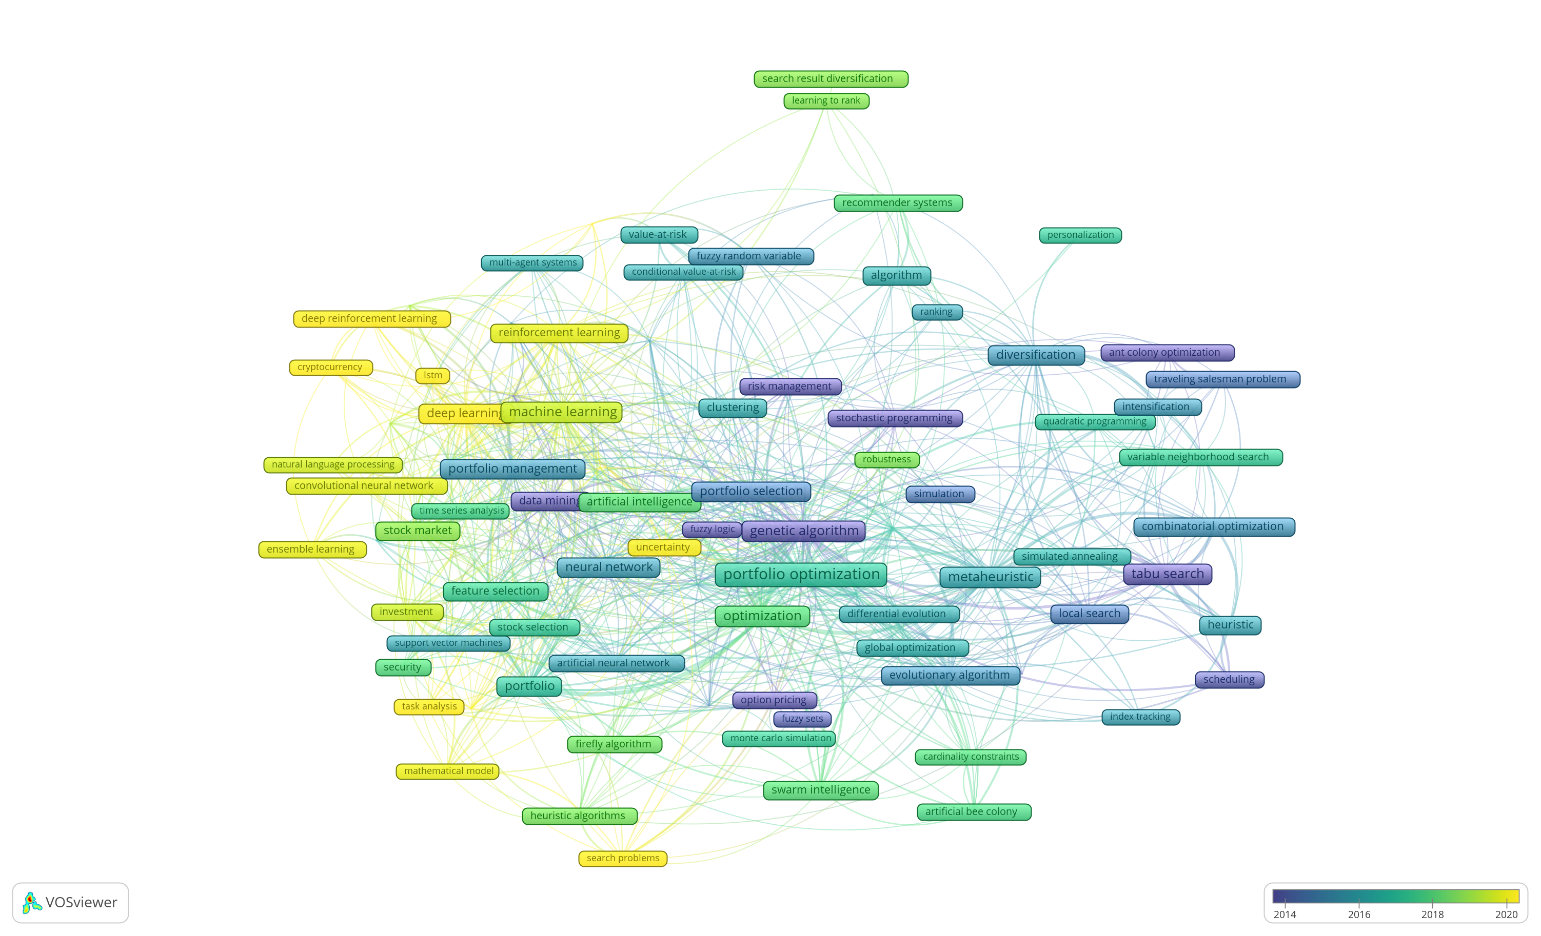 search result diversification
learning to rank
recommender systems
value-at-risk
personalization
fuzzy random variable
multi-agent systems
conditional value-at-risk
algorithm
ranking
deep reinforcement learning
reinforcement learning
diversification
ant colony optimization
cryptocurrency
lstm
risk management
traveling salesman problem
deep learning
machine learning
clustering
stochastic programming
intensification
quadratic programming
natural language processing
portfolio management
robustness
variable neighborhood search
convolutional neural network
data mining
artificial intelligence
portfolio selection
simulation
time series analysis
stock market
fuzzy logic
genetic algorithm
combinatorial optimization
ensemble learning
uncertainty
simulated annealing
neural network
portfolio optimization
metaheuristic
tabu search
feature selection
investment
optimization
differential evolution
local search
stock selection
heuristic
support vector machines
global optimization
security
artificial neural network
evolutionary algorithm
scheduling
portfolio
task analysis
option pricing
fuzzy sets
index tracking
monte carlo simulation
firefly algorithm
cardinality constraints
mathematical model
swarm intelligence
heuristic algorithms
artificial bee colony
search problems
VOSviewer
2014 2016 2018 2020